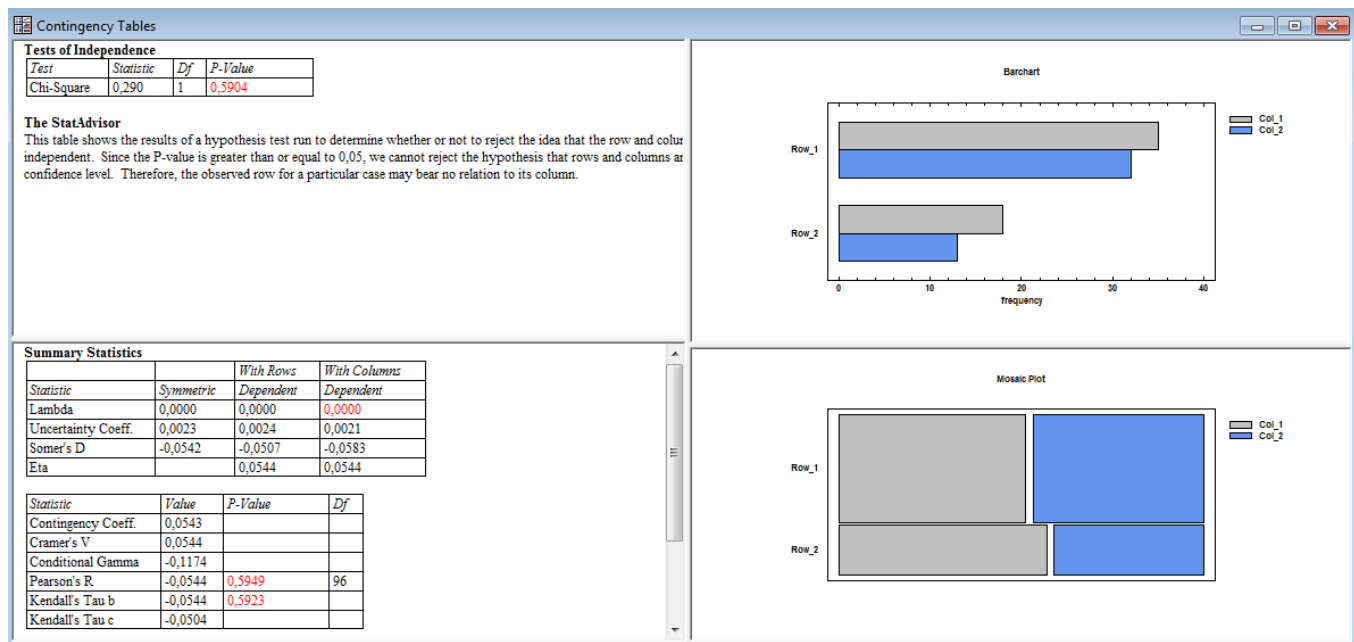 Contingency Tables
Tests of Independence
Test Statistic Df P-Value
Chi-Square 0,290 1 0,5904
The StatAdvisor
This table shows the results of a hypothesis test run to determine whether or not to reject the idea that the row and colu
independent. Since the P-value is greater than or equal to 0,05, we cannot reject the hypothesis that rows and columns a
confidence level. Therefore, the observed row for a particular case may bear no relation to its column.
Barchart
Col_1
Col_2
Row_1
Row_2
0 10 20 30 40
frequency
Summary Statistics
With Rows With Columns
Statistic Symmetric Dependent Dependent
Lambda 0,0000 0,0000 0,0000
Uncertainty Coeff. 0,0023 0,0024 0,0021
Somer's D -0,0542 -0,0507 -0,0583
Eta 0,0544 0,0544
Statistic Value P-Value Df
Contingency Coeff. 0,0543
Cramer's V 0,0544
Conditional Gamma -0,1174
Pearson's R -0,0544 0,5949 96
Kendall's Tau b -0,0544 0,5923
Kendall's Tau c -0,0504
Mosaic Plot
Col_1
Col_2
Row_1
Row_2